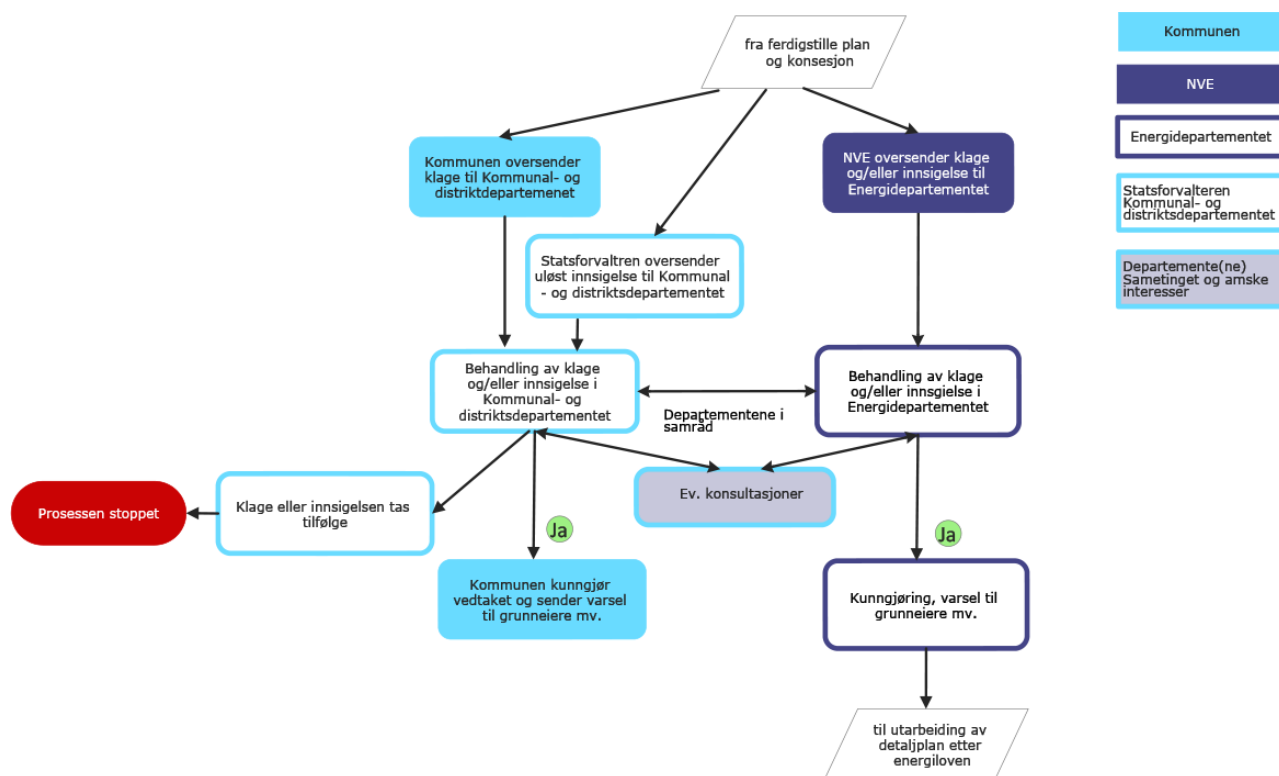 fra ferdigstille plan
og konsesjon
Kommunen oversender
klage til Kommunal- og
distriktdepartemenet
NVE oversender klage
og/eller innsigelse til
Energidepartementet
Statsforvaltren oversender
uløst innsigelse til Kommunal
- og distriktsdepartementet
Behandling av klage
og/eller innsigelse i
Kommunal- og
distriktsdepartementet
Departementene i
samråd
Behandling av klage
og/eller innsgielse i
Energidepartementet
Ev. konsultasjoner
Klage eller innsigelsen tas
tilfølge
Prosessen stoppet
Ja
Ja
Kommunen kunngjør
vedtaket og sender varsel
til grunneiere mv.
Kunngjøring, varsel til
grunneiere mv.
til utarbeiding av
detaljplan etter
energiloven
Kommunen
NVE
Energidepartementet
Statsforvalteren
Kommunal- og
distriktsdepartementet
Departemente(ne)
Sametinget og amske
interesser